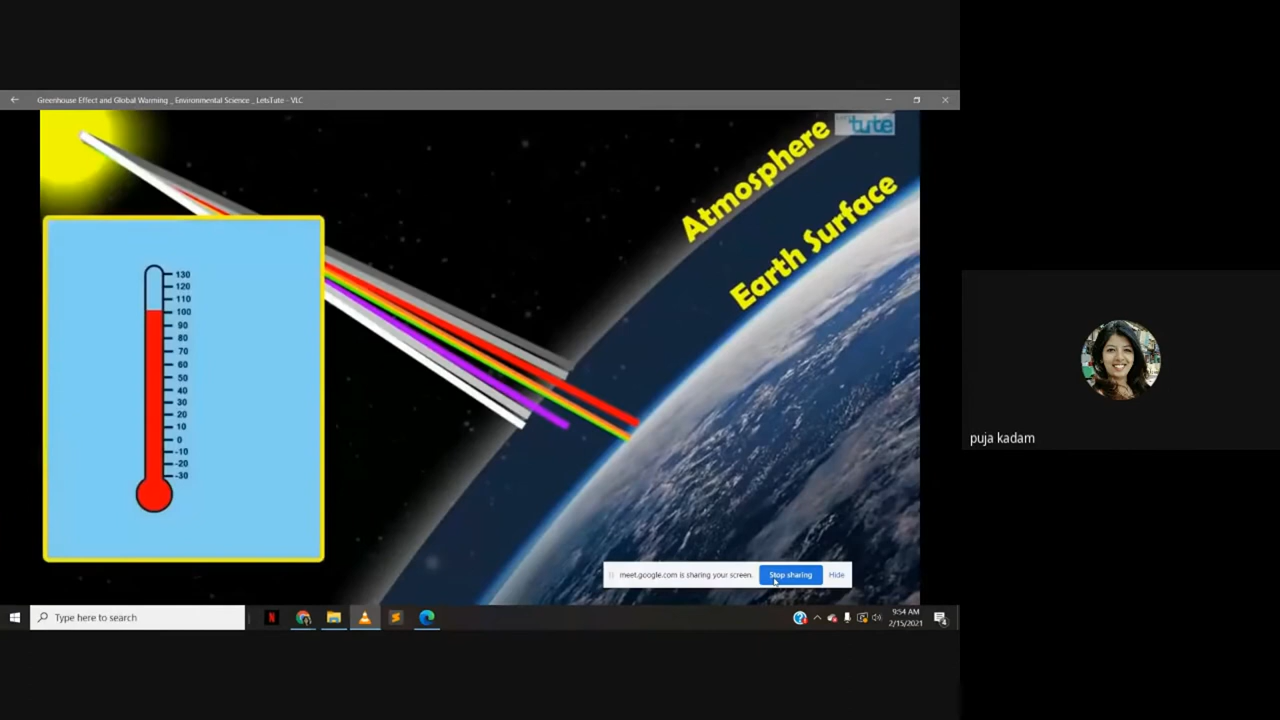 Greenhouse Effect and Global Warming _ Environmental Science _ LetsTute - VLC
tute
Atmosphere
Earth Surface
130
120
110
100
90
80
70
60
50
40
30
20
10
0
-10
-20
-30
puja kadam
meet.google.com is sharing your screen.
Stop sharing
Hide
Type here to search
9:54 AM
2/15/2021
4